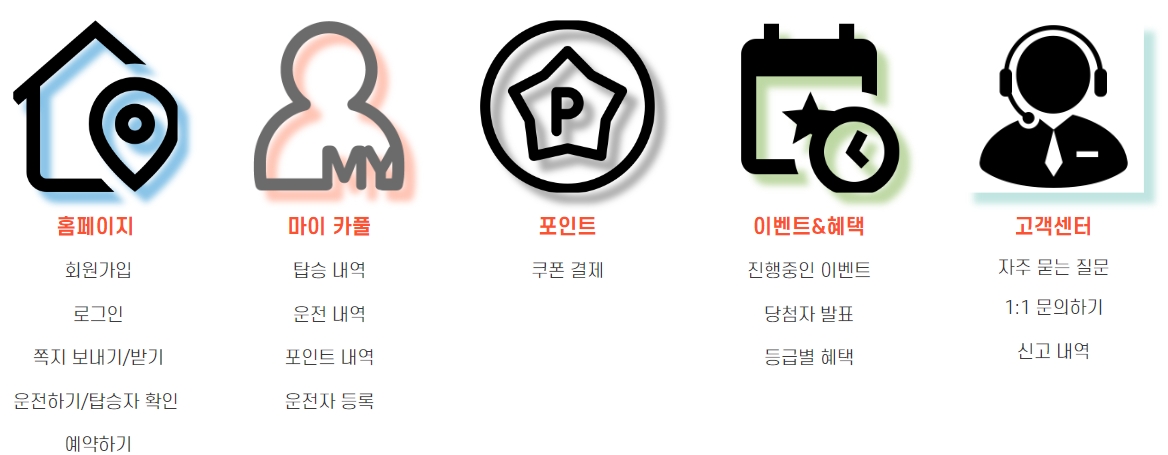 MY
P
홈페이지
회원가입
로그인
쪽지 보내기/받기
운전하기/탑승자 확인
예약하기
마이 카풀
탑승 내역
운전 내역
포인트 내역
운전자 등록
포인트
쿠폰 결제
이벤트&혜택
진행중인 이벤트
당첨자 발표
등급별 혜택
고객센터
자주 묻는 질문
1:1 문의하기
신고 내역